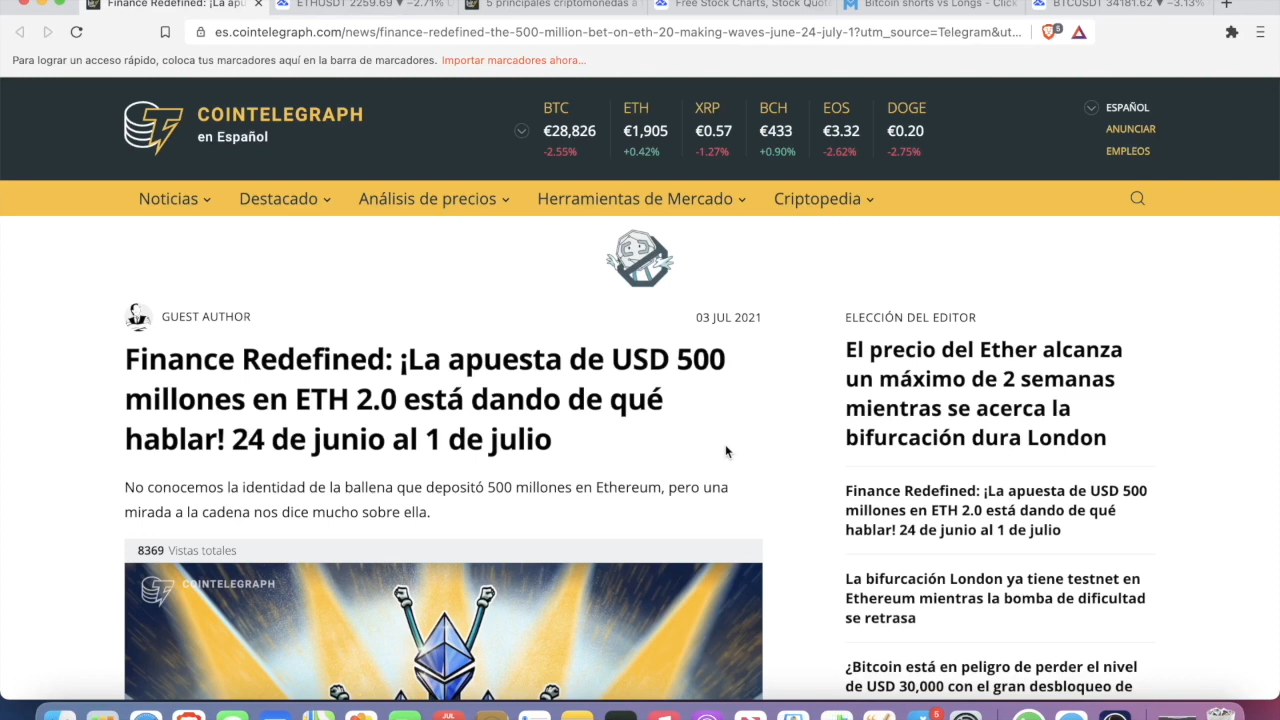 Finance Redefined: ¡La apu
ETHUSDT 2259.69 ▼ −2.71%
5 principales criptomonedas a
Free Stock Charts, Stock Quot
Bitcoin shorts vs Longs - Click
BTCUSDT 34181.62 ▼ −3.13%
es.cointelegraph.com/news/finance-redefined-the-500-million-bet-on-eth-20-making-waves-june-24-july-1?utm_source=Telegram&ut...
5
Para lograr un acceso rápido, coloca tus marcadores aquí en la barra de marcadores. Importar marcadores ahora...
COINTELEGRAPH
en Español
BTC ETH XRP BCH EOS DOGE
€28,826 €1,905 €0.57 €433 €3.32 €0.20
-2.55% +0.42% -1.27% +0.90% -2.62% -2.75%
ESPAÑOL
ANUNCIAR
EMPLEOS
Noticias Destacado Análisis de precios Herramientas de Mercado Criptopedia
GUEST AUTHOR
03 JUL 2021
Finance Redefined: ¡La apuesta de USD 500
millones en ETH 2.0 está dando de qué
hablar! 24 de junio al 1 de julio
No conocemos la identidad de la ballena que depositó 500 millones en Ethereum, pero una
mirada a la cadena nos dice mucho sobre ella.
8369 Vistas totales
COINTELEGRAPH
ELECCIÓN DEL EDITOR
El precio del Ether alcanza
un máximo de 2 semanas
mientras se acerca la
bifurcación dura London
Finance Redefined: ¡La apuesta de USD 500
millones en ETH 2.0 está dando de qué
hablar! 24 de junio al 1 de julio
La bifurcación London ya tiene testnet en
Ethereum mientras la bomba de dificultad
se retrasa
¿Bitcoin está en peligro de perder el nivel
de USD 30,000 con el gran desbloqueo de
JUL
5